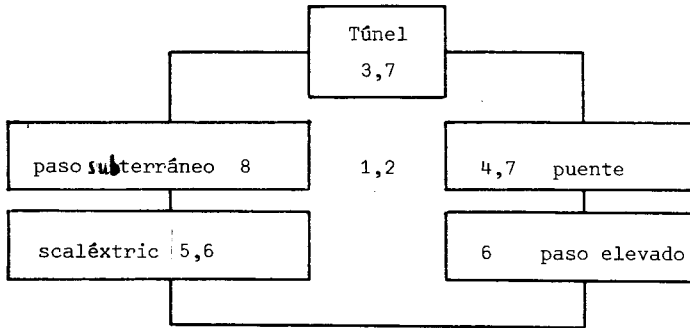 Túnel
3,7
paso subterráneo 8
1,2
4,7 puente
scaléxtric 5,6
6 paso elevado